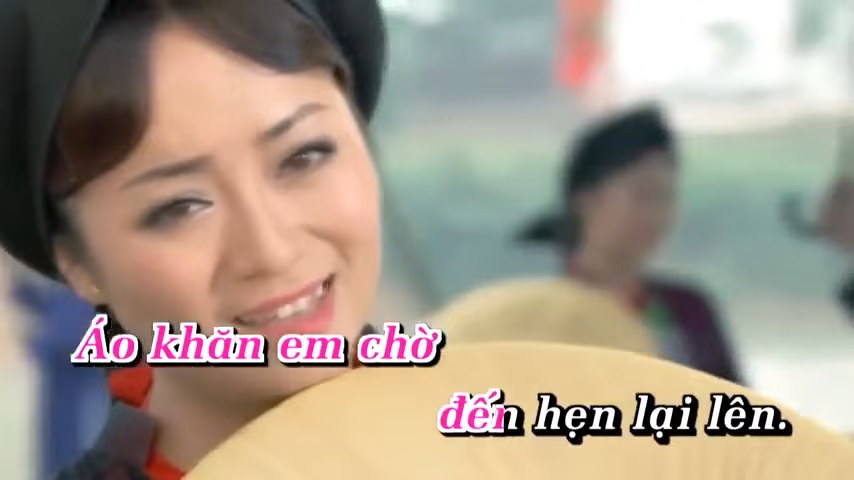 Áo khăn em chờ
đến hẹn lại lên.